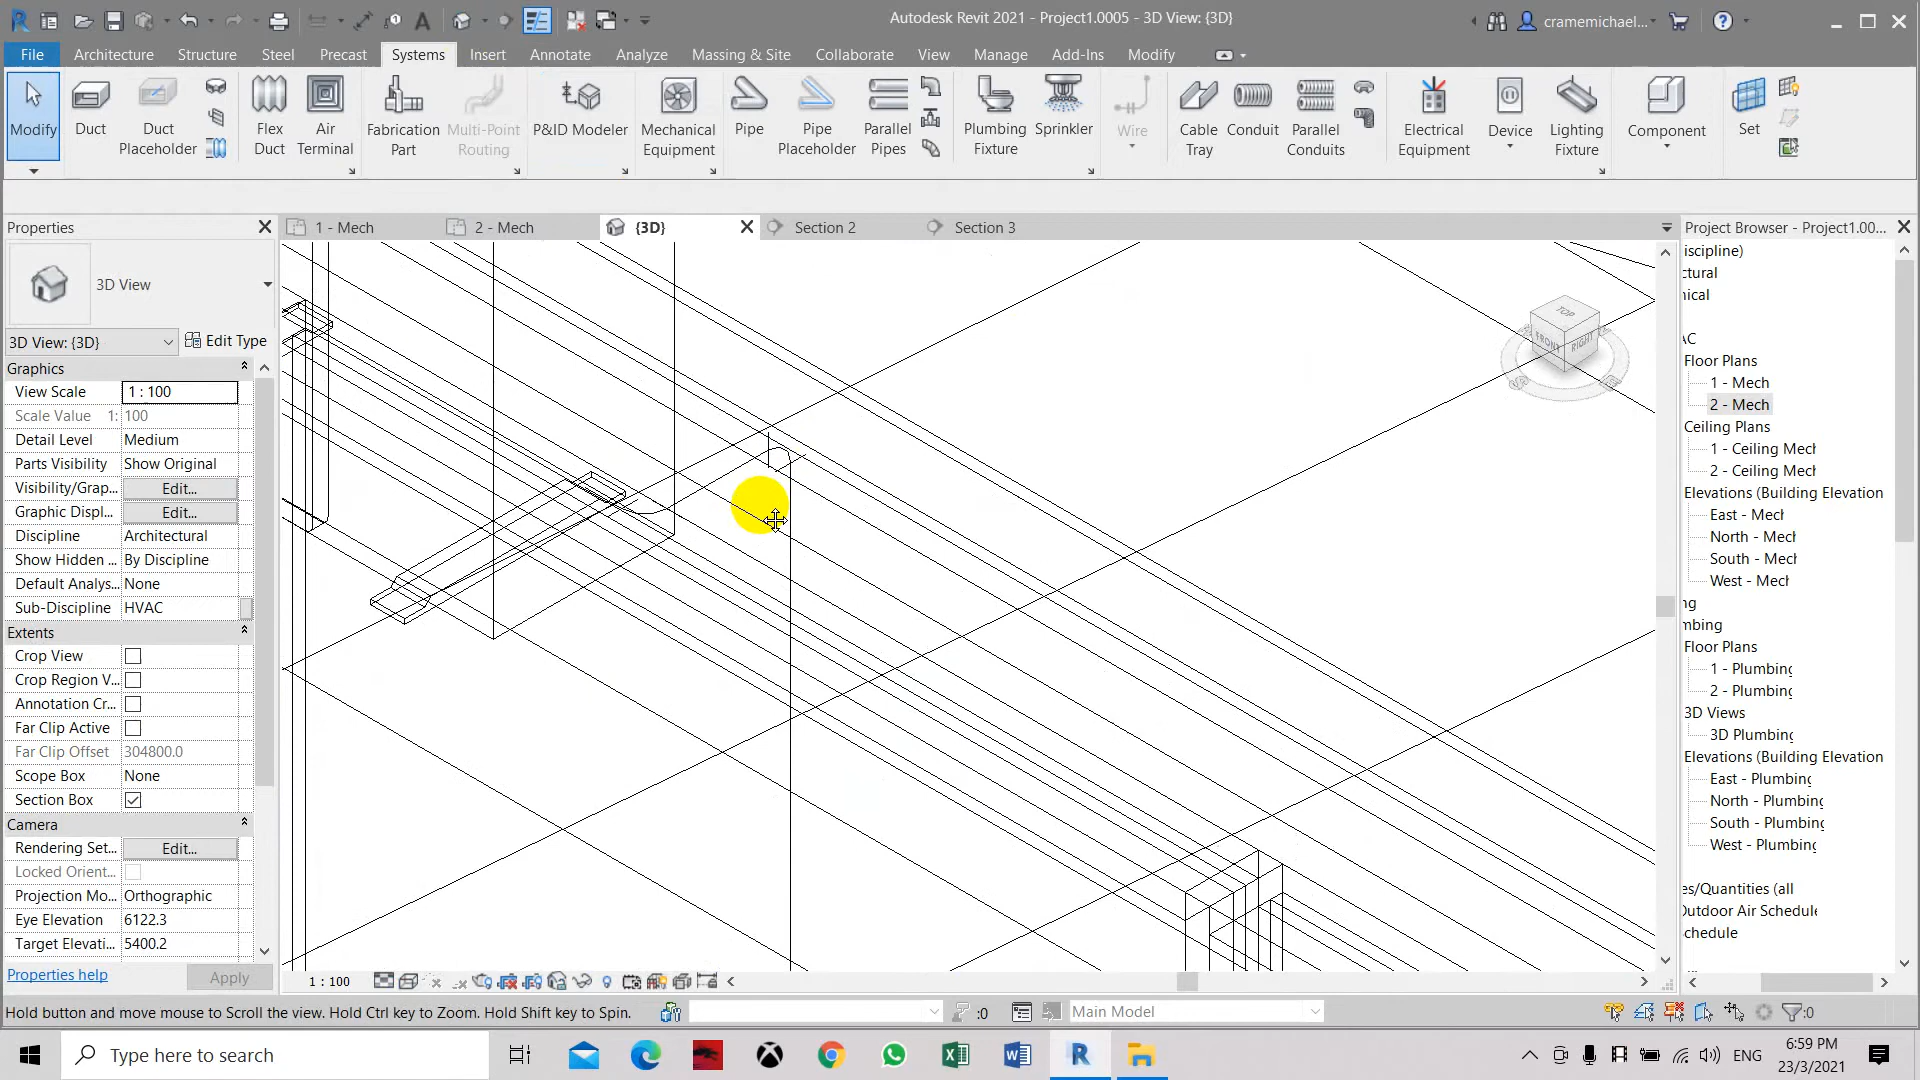 Autodesk Revit 2021 - Project1.0005 - 3D View: {3D}
cramemichael...
File Architecture Structure Steel Precast Systems Insert Annotate Analyze Massing & Site Collaborate View Manage Add-Ins Modify
Modify
Duct
Duct Placeholder
Flex Duct
Air Terminal
Fabrication Part
Multi-Point Routing
P&ID Modeler
Mechanical Equipment
Pipe
Pipe Placeholder
Parallel Pipes
Plumbing Fixture
Sprinkler
Wire
Cable Tray
Conduit
Parallel Conduits
Electrical Equipment
Device
Lighting Fixture
Component
Set
Properties
1 - Mech
2 - Mech
{3D}
Section 2
Section 3
Project Browser - Project1.00...
3D View
3D View: {3D}
Edit Type
Graphics
View Scale 1 : 100
Scale Value 1: 100
Detail Level Medium
Parts Visibility Show Original
Visibility/Grap... Edit...
Graphic Displ... Edit...
Discipline Architectural
Show Hidden ... By Discipline
Default Analys... None
Sub-Discipline HVAC
Extents
Crop View
Crop Region V...
Annotation Cr...
Far Clip Active
Far Clip Offset 304800.0
Scope Box None
Section Box
Camera
Rendering Set... Edit...
Locked Orient...
Projection Mo... Orthographic
Eye Elevation 6122.3
Target Elevati... 5400.2
Properties help
Apply
TOP
FRONT
RIGHT
iscipline)
ctural
nical
AC
Floor Plans
1 - Mech
2 - Mech
Ceiling Plans
1 - Ceiling Mech
2 - Ceiling Mech
Elevations (Building Elevation
East - Mech
North - Mech
South - Mech
West - Mech
ng
mbing
Floor Plans
1 - Plumbing
2 - Plumbing
3D Views
3D Plumbing
Elevations (Building Elevation
East - Plumbing
North - Plumbing
South - Plumbing
West - Plumbing
es/Quantities (all
Outdoor Air Schedule
chedule
1 : 100
Hold button and move mouse to Scroll the view. Hold Ctrl key to Zoom. Hold Shift key to Spin.
:0
Main Model
:0
Type here to search
ENG
6:59 PM
23/3/2021